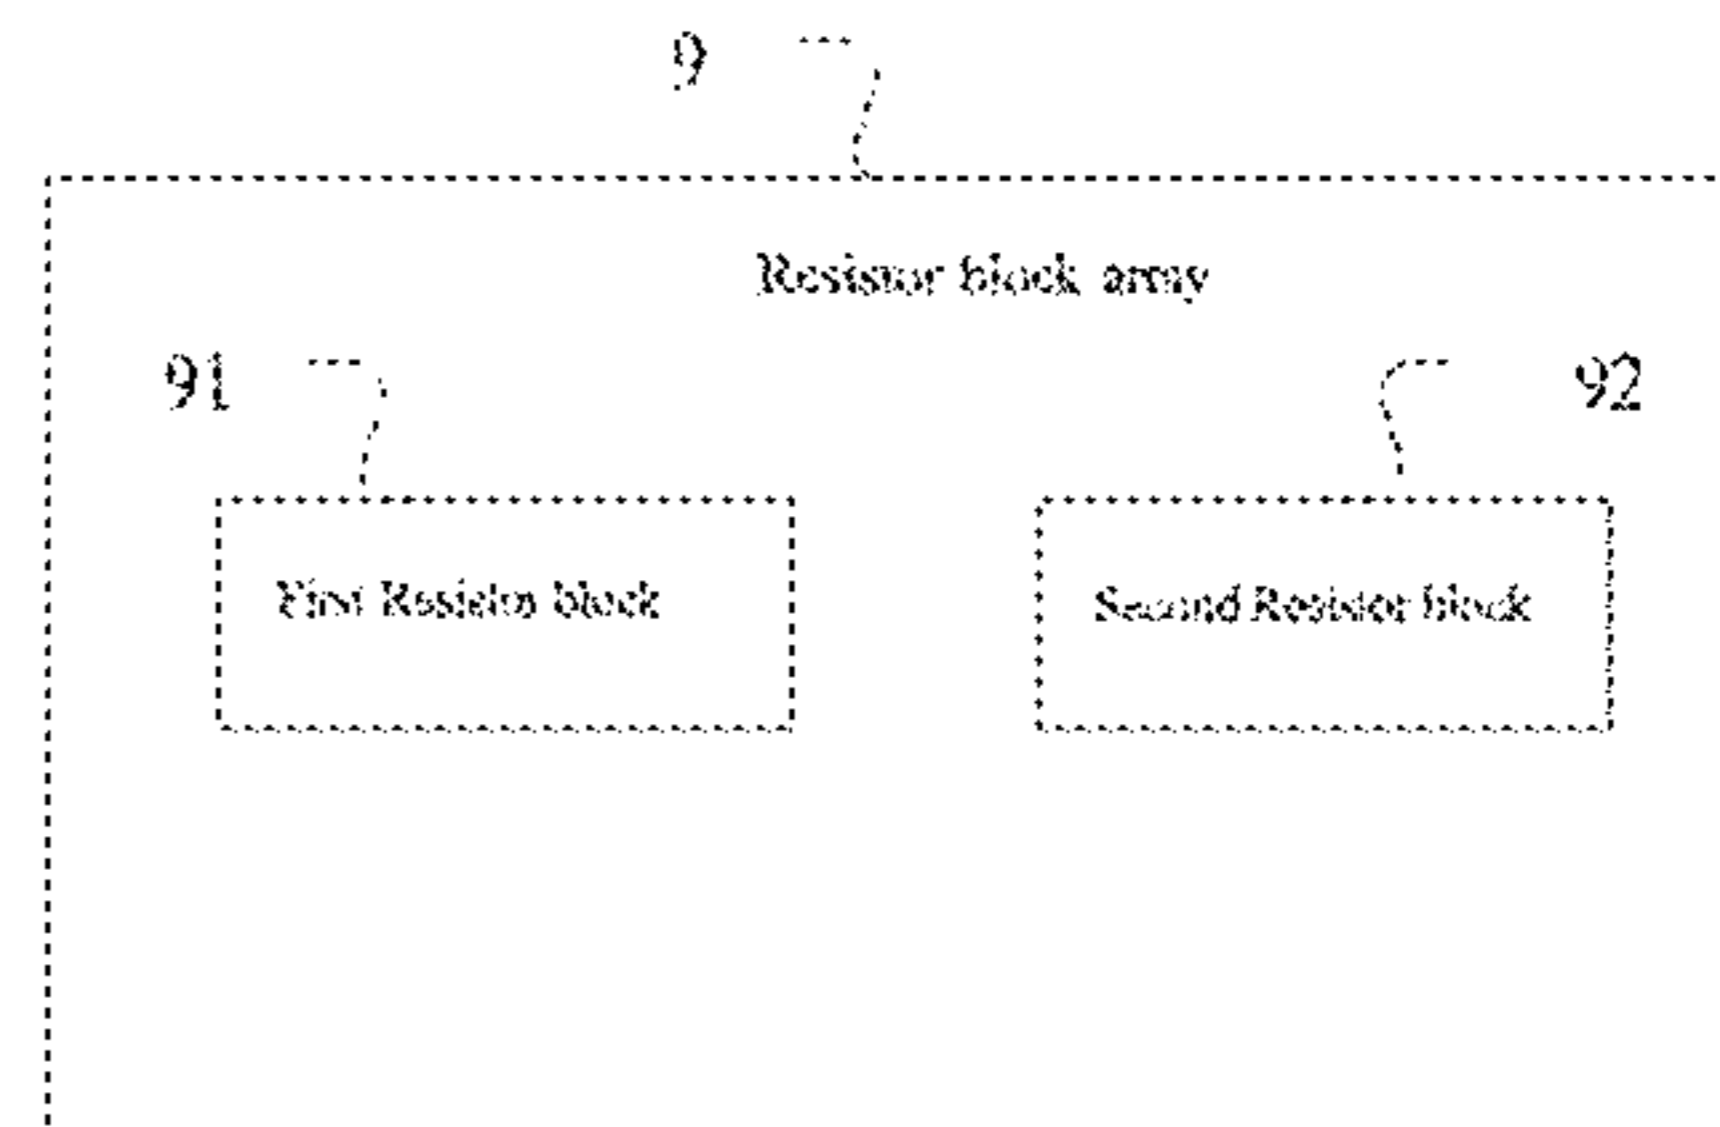 9
Resistor block array
91
92
First Resistor block
Second Resistor block